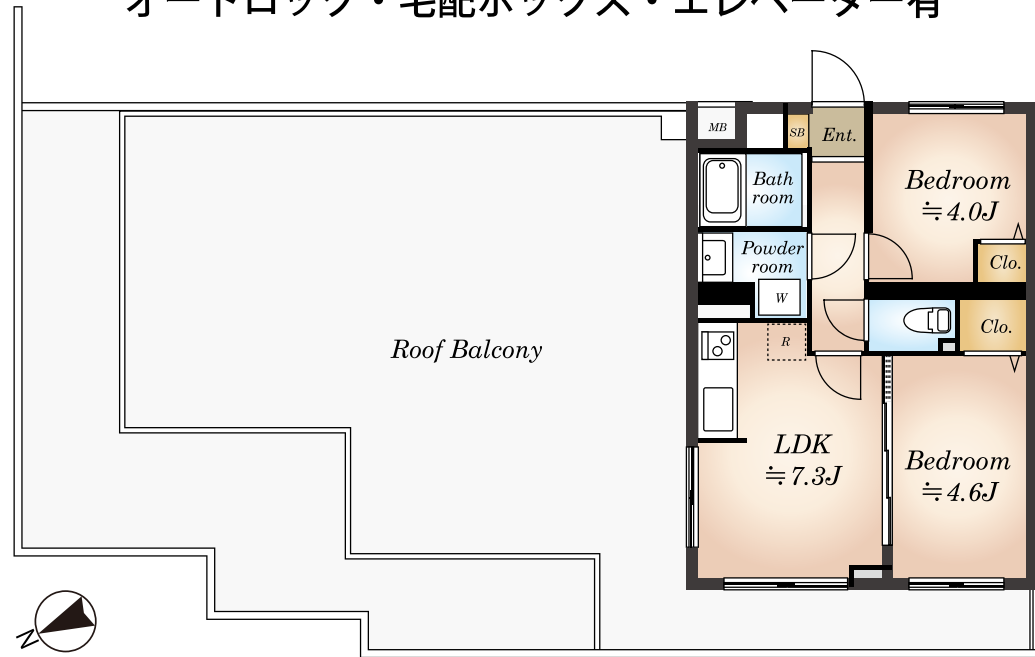 オートロック・宅配ボックス・エレベーター有
MB
SB
Ent.
Bath
room
Bedroom
≒4.0J
Powder
room
Clo.
W
Clo.
R
Roof Balcony
LDK
≒7.3J
Bedroom
≒4.6J
N